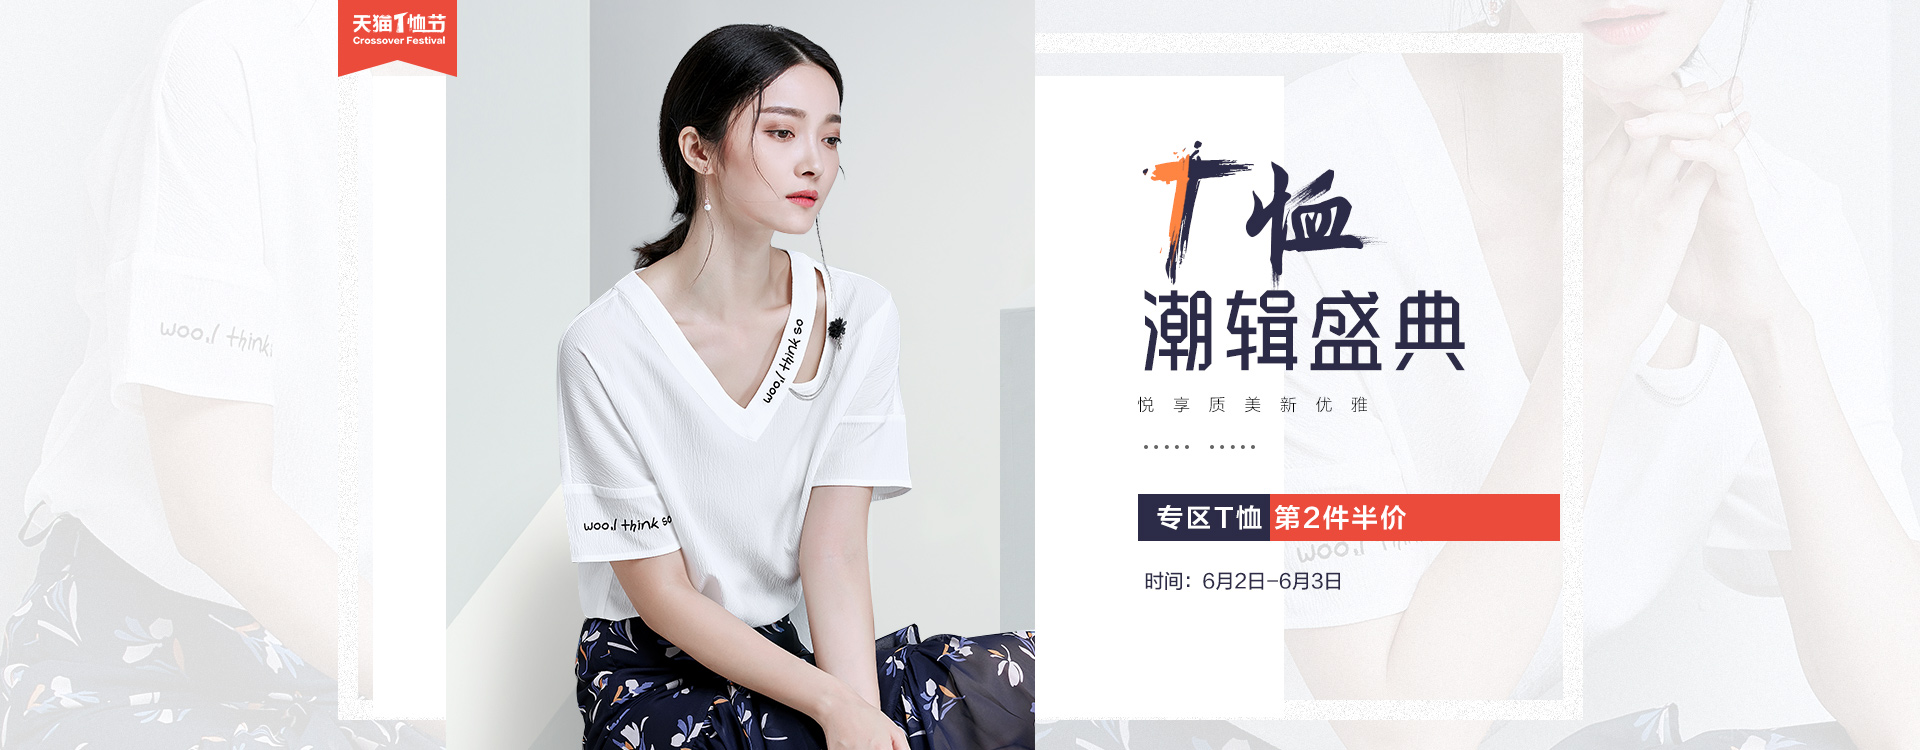 天猫T恤节
Crossover Festival
T恤
潮辑盛典
悦享质美新优雅
专区T恤 第2件半价
时间：6月2日-6月3日
woo,I think so
woo,I think so
woo,I think
woo,I thin